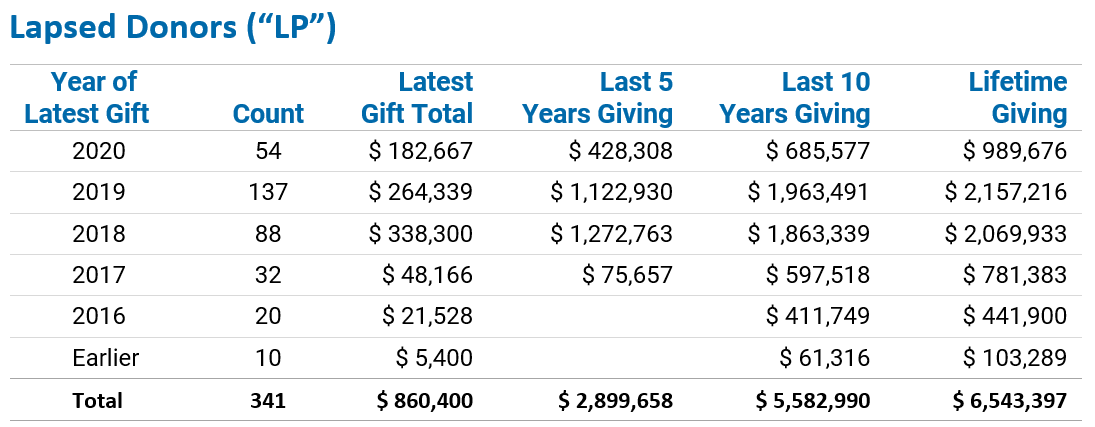 Lapsed Donors (“LP”)
Year of Latest Gift Count Latest Gift Total Last 5 Years Giving Last 10 Years Giving Lifetime Giving
2020 54 $ 182,667 $ 428,308 $ 685,577 $ 989,676
2019 137 $ 264,339 $ 1,122,930 $ 1,963,491 $ 2,157,216
2018 88 $ 338,300 $ 1,272,763 $ 1,863,339 $ 2,069,933
2017 32 $ 48,166 $ 75,657 $ 597,518 $ 781,383
2016 20 $ 21,528 $ 411,749 $ 441,900
Earlier 10 $ 5,400 $ 61,316 $ 103,289
Total 341 $ 860,400 $ 2,899,658 $ 5,582,990 $ 6,543,397